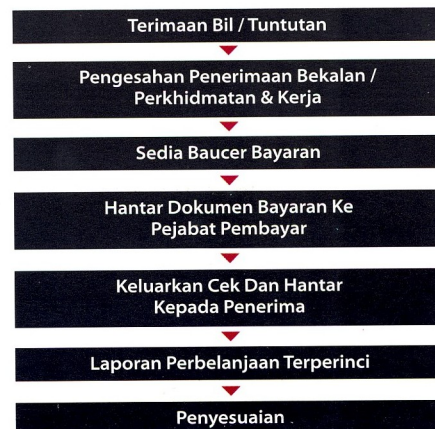 Terimaan Bil / Tuntutan
Pengesahan Penerimaan Bekalan /
Perkhidmatan & Kerja
Sedia Baucer Bayaran
Hantar Dokumen Bayaran Ke
Pejabat Pembayar
Keluarkan Cek Dan Hantar
Kepada Penerima
Laporan Perbelanjaan Terperinci
Penyesuaian